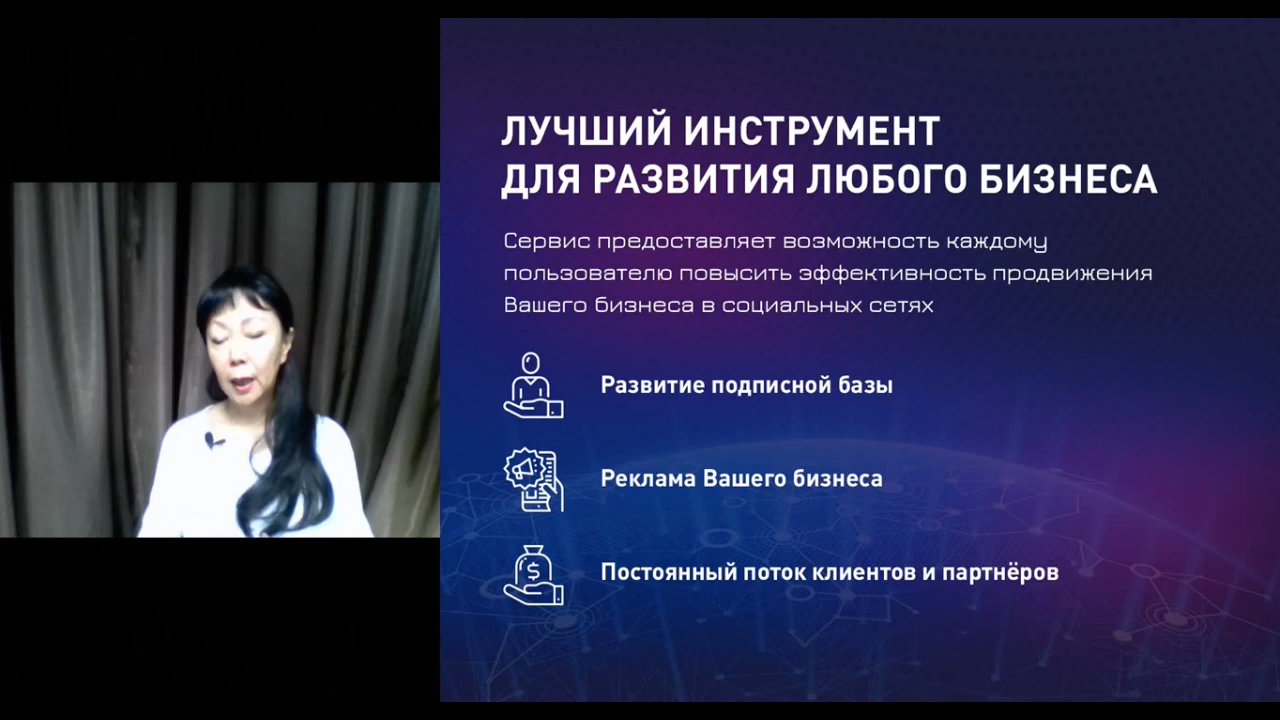 ЛУЧШИЙ ИНСТРУМЕНТ
ДЛЯ РАЗВИТИЯ ЛЮБОГО БИЗНЕСА
Сервис предоставляет возможность каждому
пользователю повысить эффективность продвижения
Вашего бизнеса в социальных сетях
Развитие подписной базы
Реклама Вашего бизнеса
$
Постоянный поток клиентов и партнёров